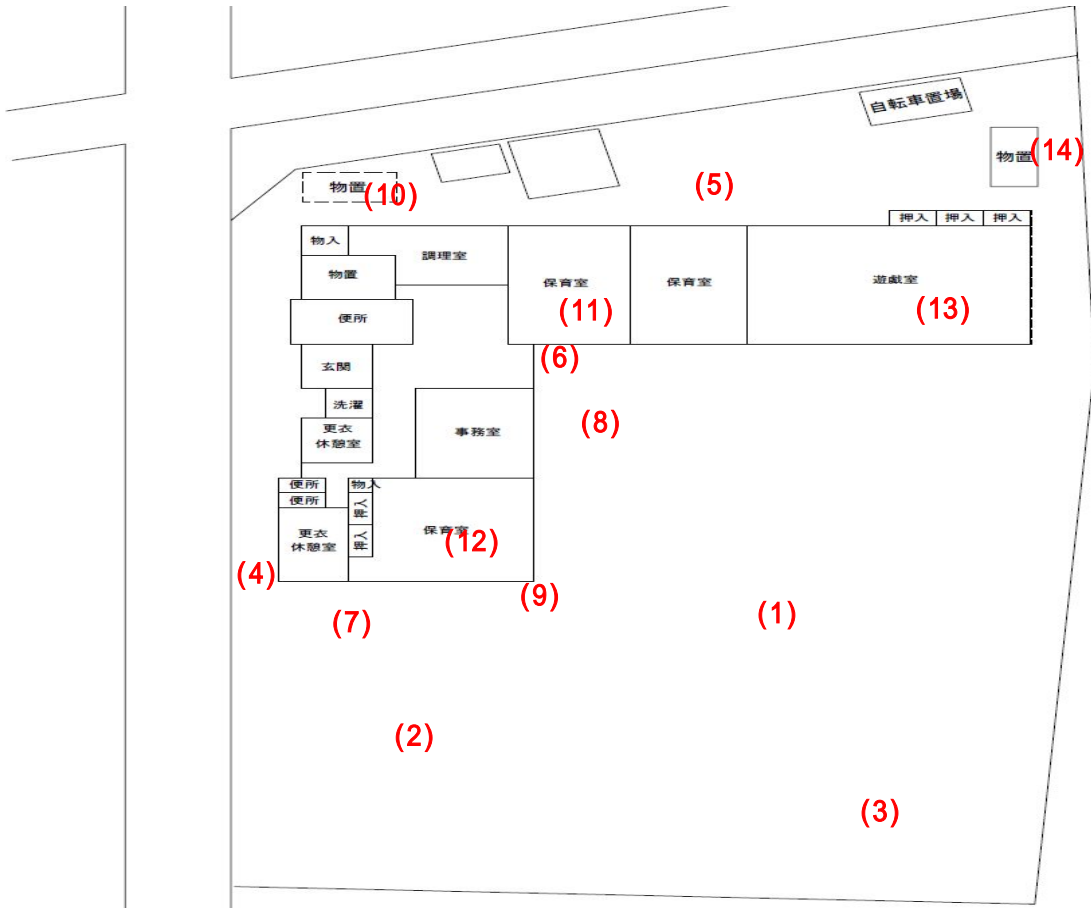 自転車置場
物置
(14)
物置
(10)
(5)
押入
押入
押入
物入
調理室
物置
保育室
保育室
遊戯室
(11)
(13)
便所
(6)
玄関
洗濯
(8)
更衣
休憩室
事務室
便所
物入
便所
押入
保育室
(12)
更衣
休憩室
押入
(4)
(9)
(7)
(1)
(2)
(3)